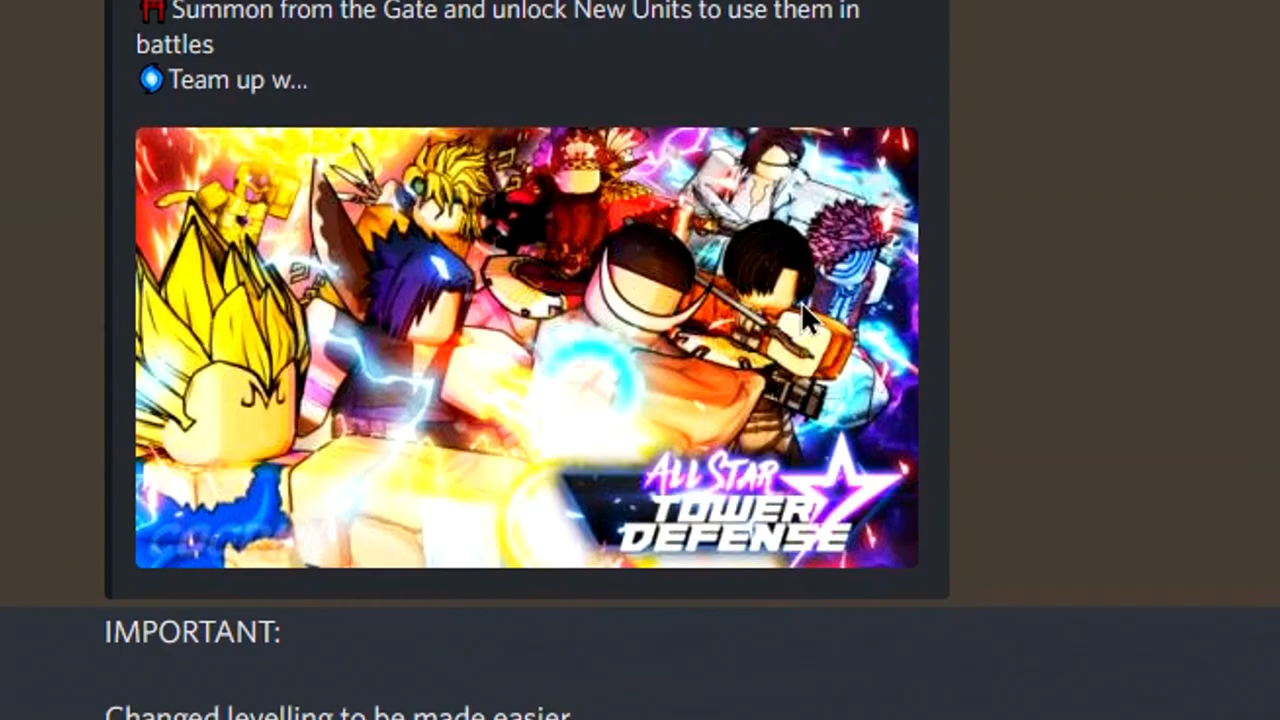 Summon from the Gate and unlock New Units to use them in
battles
Team up w...
ALL STAR
TOWER
DEFENSE
IMPORTANT:
Changed levelling to be made easier